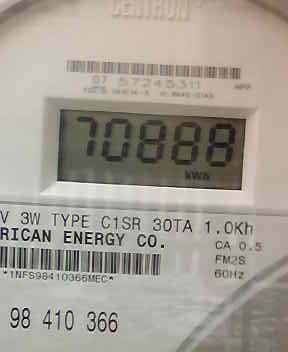 CENTRON
07 57245311
70888
kWh
V 3W TYPE C1SR 30TA 1.0Kh
RICAN ENERGY CO.
CA 0.5
FM2S
60Hz
*1NFS98410366MEC*
98 410 366